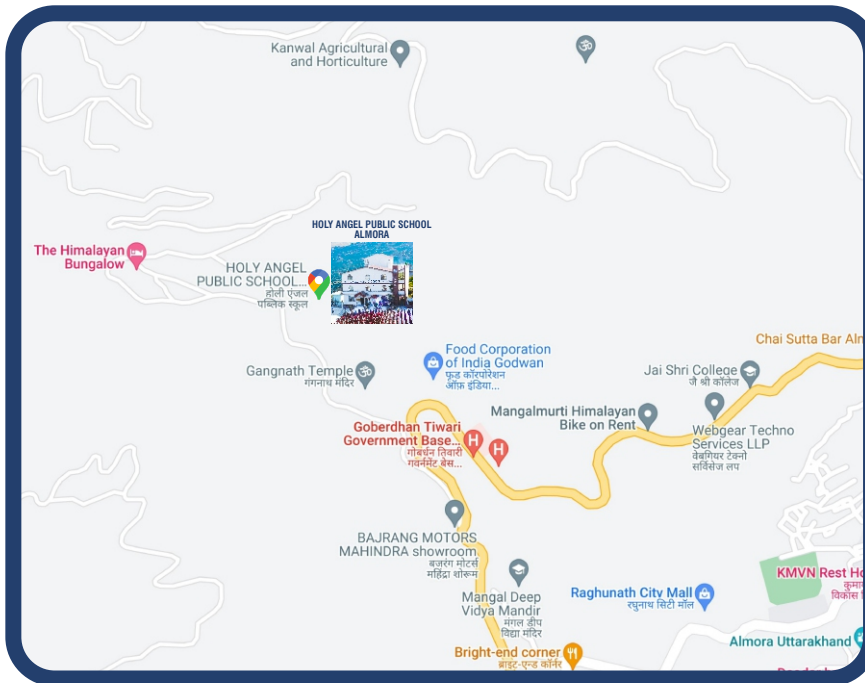 Kanwal Agricultural
and Horticulture
HOLY ANGEL PUBLIC SCHOOL
ALMORA
The Himalayan
Bungalow
HOLY ANGEL
PUBLIC SCHOOL...
होली एंजल
पब्लिक स्कूल
Gangnath Temple
गंगनाथ मंदिर
Food Corporation
of India Godwan
फ़ूड कॉरपोरेशन
ऑफ़ इंडिया...
Chai Sutta Bar Alm
Jai Shri College
जै श्री कॉलेज
Mangalmurti Himalayan
Bike on Rent
Webgear Techno
Services LLP
वेबगियर टेक्नो
सर्विसेज लप
Goberdhan Tiwari
Government Base...
गोबर्धन तिवारी
गवर्नमेंट बेस...
H
H
BAJRANG MOTORS
MAHINDRA showroom
बजरंग मोटर्स
महिंद्रा शोरूम
Mangal Deep
Vidya Mandir
मंगल डीप
विद्या मंदिर
Raghunath City Mall
रघुनाथ सिटी मॉल
KMVN Rest Ho
कुमा
विकास
Almora Uttarakhand
Bright-end corner
ब्राइट-एन्ड कॉर्नर